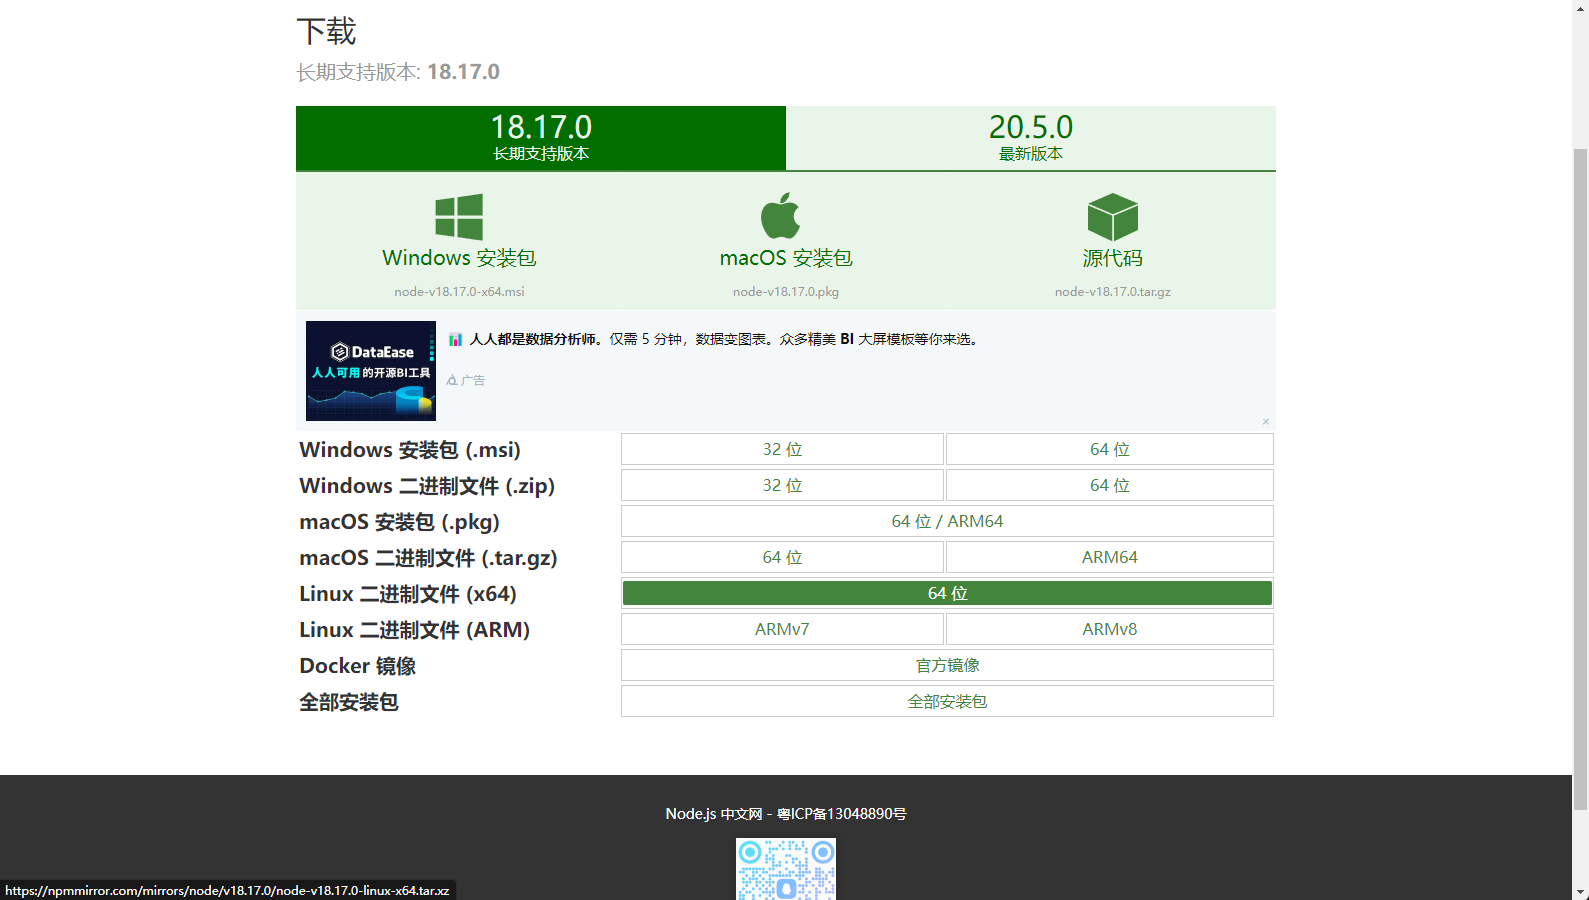 下载
长期支持版本: 18.17.0
18.17.0
长期支持版本
20.5.0
最新版本
Windows 安装包
node-v18.17.0-x64.msi
macOS 安装包
node-v18.17.0.pkg
源代码
node-v18.17.0.tar.gz
DataEase
人人可用的开源BI工具
人人都是数据分析师。仅需 5 分钟，数据变图表。众多精美 BI 大屏模板等你来选。
广告
×
Windows 安装包 (.msi) 32 位 64 位
Windows 二进制文件 (.zip) 32 位 64 位
macOS 安装包 (.pkg) 64 位 / ARM64
macOS 二进制文件 (.tar.gz) 64 位 ARM64
Linux 二进制文件 (x64) 64 位
Linux 二进制文件 (ARM) ARMv7 ARMv8
Docker 镜像 官方镜像
全部安装包 全部安装包
Node.js 中文网 - 粤ICP备13048890号
https://npmmirror.com/mirrors/node/v18.17.0/node-v18.17.0-linux-x64.tar.xz